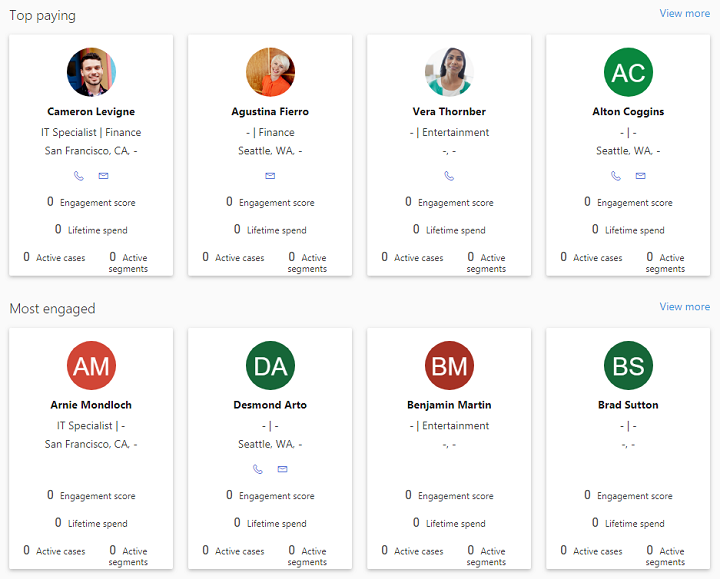 Top paying
View more
Cameron Levigne
IT Specialist | Finance
San Francisco, CA, -
0 Engagement score
0 Lifetime spend
0 Active cases
0 Active
segments
Agustina Fierro
- | Finance
Seattle, WA, -
0 Engagement score
0 Lifetime spend
0 Active cases
0 Active
segments
Vera Thornber
- | Entertainment
-, -
0 Engagement score
0 Lifetime spend
0 Active cases
0 Active
segments
AC
Alton Coggins
- | -
Seattle, WA, -
0 Engagement score
0 Lifetime spend
0 Active cases
0 Active
segments
Most engaged
View more
AM
Arnie Mondloch
IT Specialist | -
San Francisco, CA, -
0 Engagement score
0 Lifetime spend
0 Active cases
0 Active
segments
DA
Desmond Arto
- | -
Seattle, WA, -
0 Engagement score
0 Lifetime spend
0 Active cases
0 Active
segments
BM
Benjamin Martin
- | Entertainment
-, -
0 Engagement score
0 Lifetime spend
0 Active cases
0 Active
segments
BS
Brad Sutton
- | -
-, -
0 Engagement score
0 Lifetime spend
0 Active cases
0 Active
segments